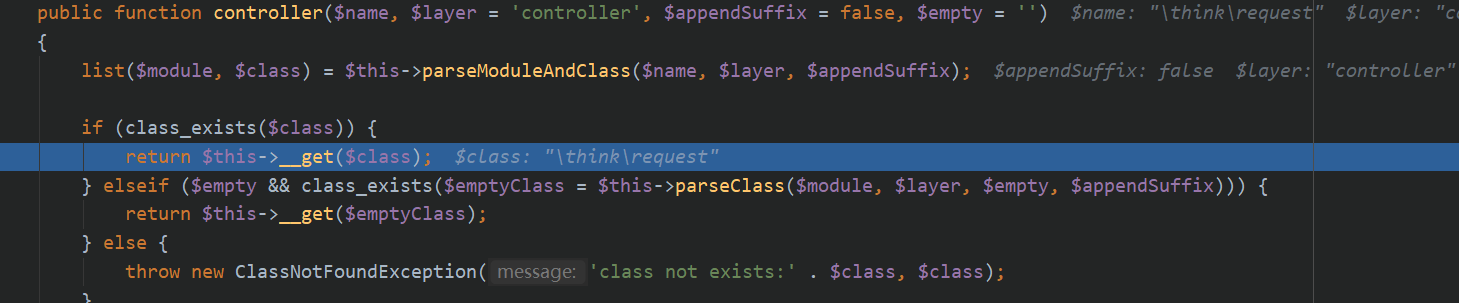 public function controller($name, $layer = 'controller', $appendSuffix = false, $empty = '')  $name: "\think\request"  $layer: "co
{
list($module, $class) = $this->parseModuleAndClass($name, $layer, $appendSuffix);  $appendSuffix: false  $layer: "controller"
if (class_exists($class)) {
return $this->__get($class);  $class: "\think\request"
} elseif ($empty && class_exists($emptyClass = $this->parseClass($module, $layer, $empty, $appendSuffix))) {
return $this->__get($emptyClass);
} else {
throw new ClassNotFoundException( message: 'class not exists:' . $class, $class);
}